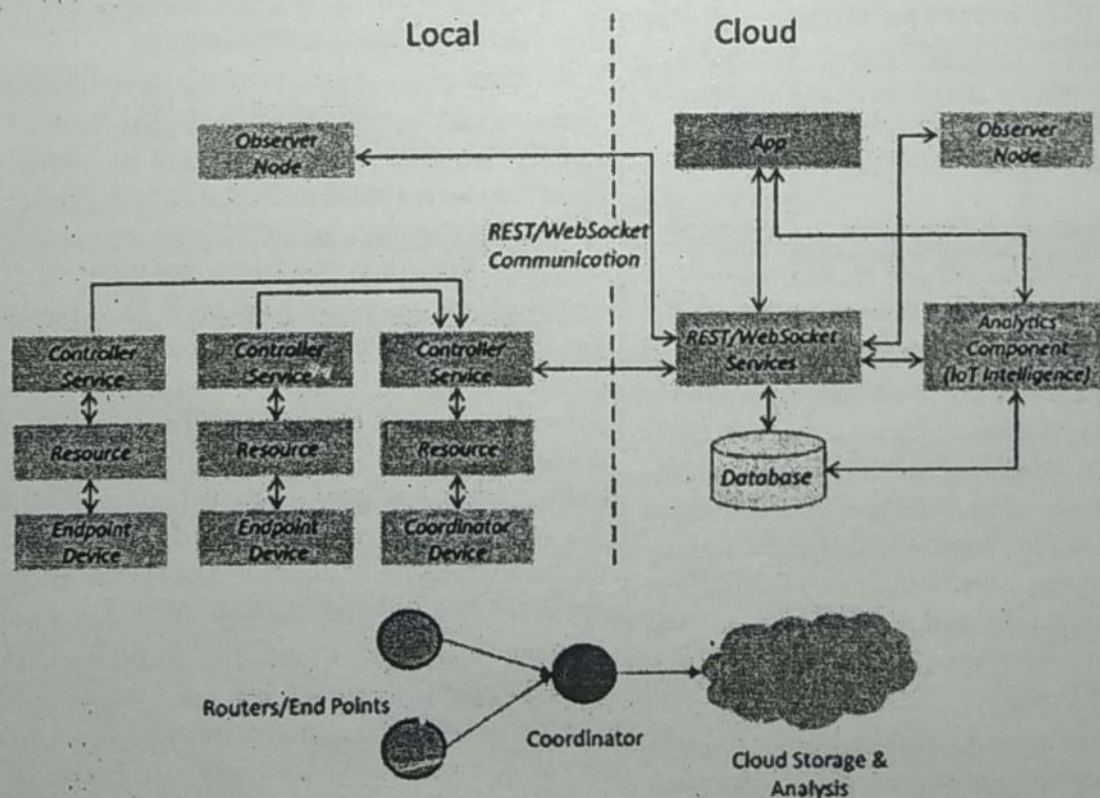 Local
Cloud
Observer
Node
App
Observer
Node
REST/WebSocket
Communication
Controller
Service
Controller
Service
Controller
Service
REST/WebSocket
Services
Analytics
Component
(IoT Intelligence)
Resource
Resource
Resource
Database
Endpoint
Device
Endpoint
Device
Coordinator
Device
Routers/End Points
Coordinator
Cloud Storage &
Analysis